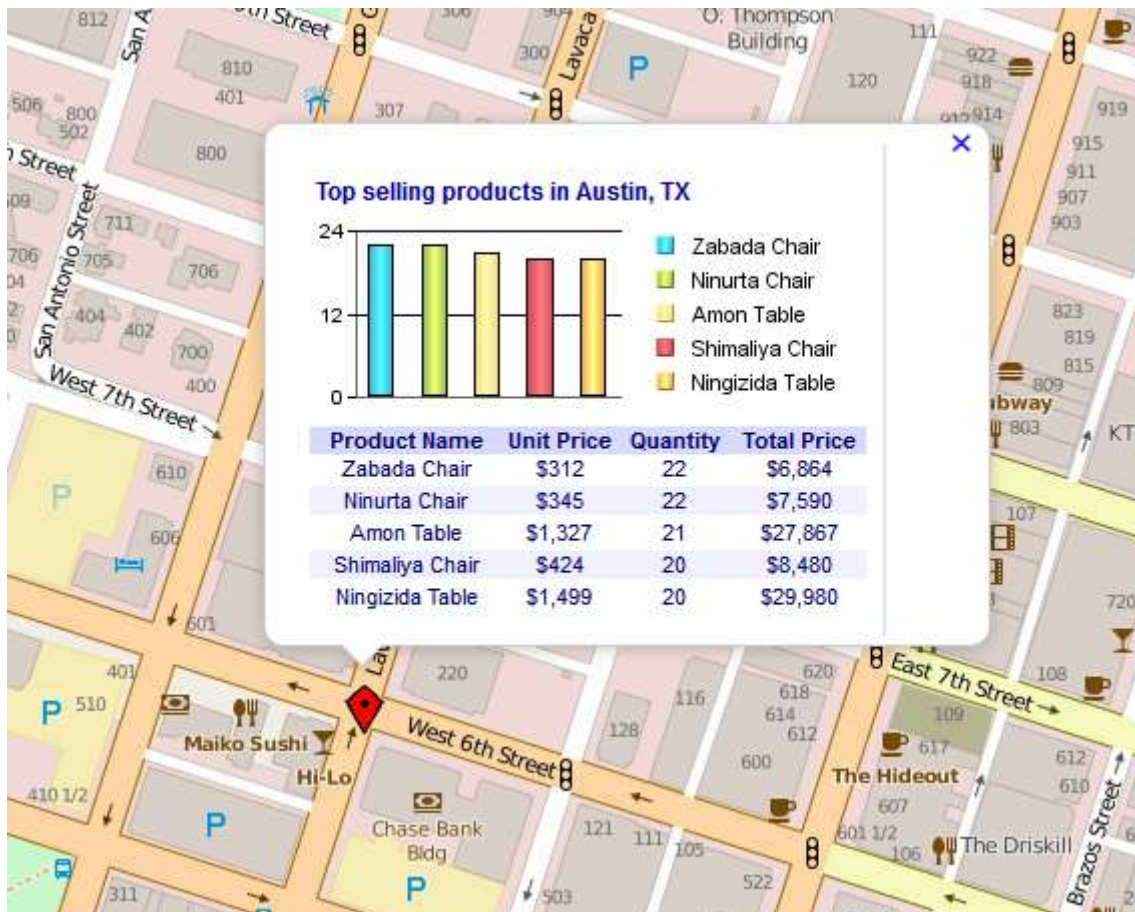 812
San A
9th Street
306
904
O. Thompson
Building
111
300
Lavaca
922
918
810
401
P
120
506
800
502
307
912
914
919
800
915
911
907
903
Street
Top selling products in Austin, TX
24
12
0
Zabada Chair
Ninurta Chair
Amon Table
Shimaliya Chair
Ningizida Table
Product Name Unit Price Quantity Total Price
Zabada Chair $312 22 $6,864
Ninurta Chair $345 22 $7,590
Amon Table $1,327 21 $27,867
Shimaliya Chair $424 20 $8,480
Ningizida Table $1,499 20 $29,980
San Antonio Street
711
705
706
706
404
402
700
400
West 7th Street
823
819
815
809
ubway
803
KT
P
610
606
107
601
720
401
P
510
Lav
220
620
618
614
612
116
128
600
East 7th Street
108
109
617
Maiko Sushi
Hi-Lo
West 6th Street
The Hideout
612
610
410 1/2
P
Chase Bank
Bldg
121
111
105
607
601 1/2
106
The Driskill
Brazos Street
311
P
503
522